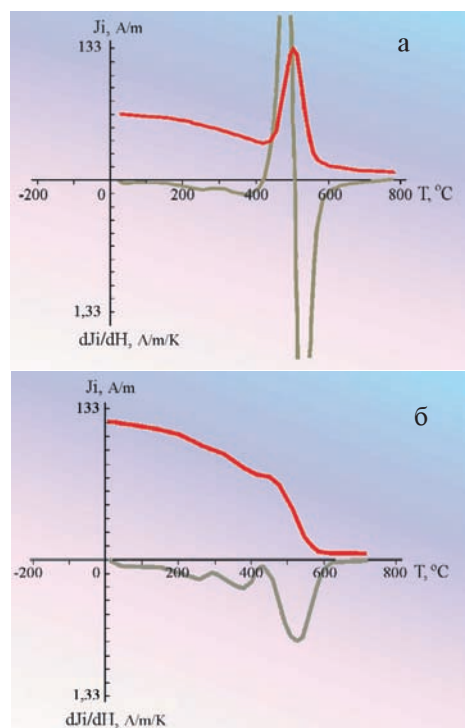 Ji, A/m
133
а
-200
0
200
400
600
800
T, °C
1,33
dJi/dH, A/m/K
Ji, A/m
133
б
-200
0
200
400
600
800
T, °C
1,33
dJi/dH, A/m/K